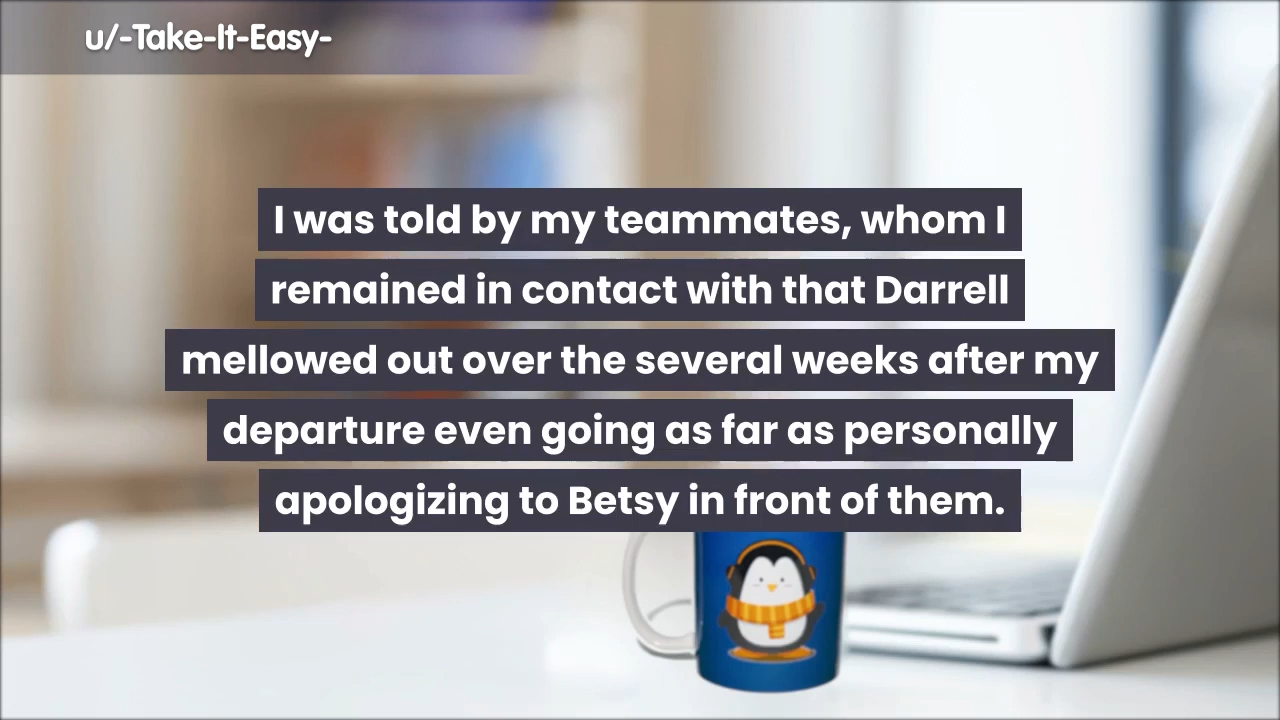 u/-Take-It-Easy-
I was told by my teammates, whom I
remained in contact with that Darrell
mellowed out over the several weeks after my
departure even going as far as personally
apologizing to Betsy in front of them.